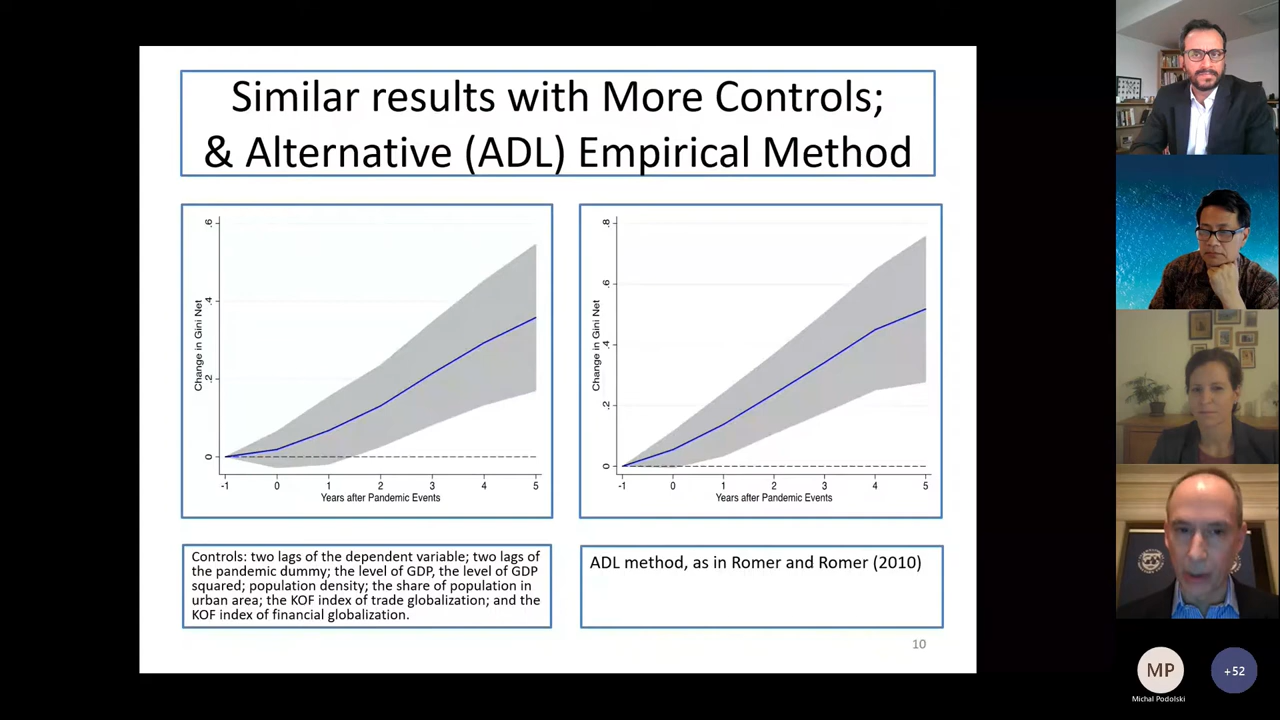 Similar results with More Controls;
& Alternative (ADL) Empirical Method
.6
.4
.2
0
Change in Gini Net
-1 0 1 2 3 4 5
Years after Pandemic Events
.8
.6
.4
.2
0
Change in Gini Net
-1 0 1 2 3 4 5
Years after Pandemic Events
Controls: two lags of the dependent variable; two lags of
the pandemic dummy; the level of GDP, the level of GDP
squared; population density; the share of population in
urban area; the KOF index of trade globalization; and the
KOF index of financial globalization.
ADL method, as in Romer and Romer (2010)
10
MP
Michal Podolski
+52